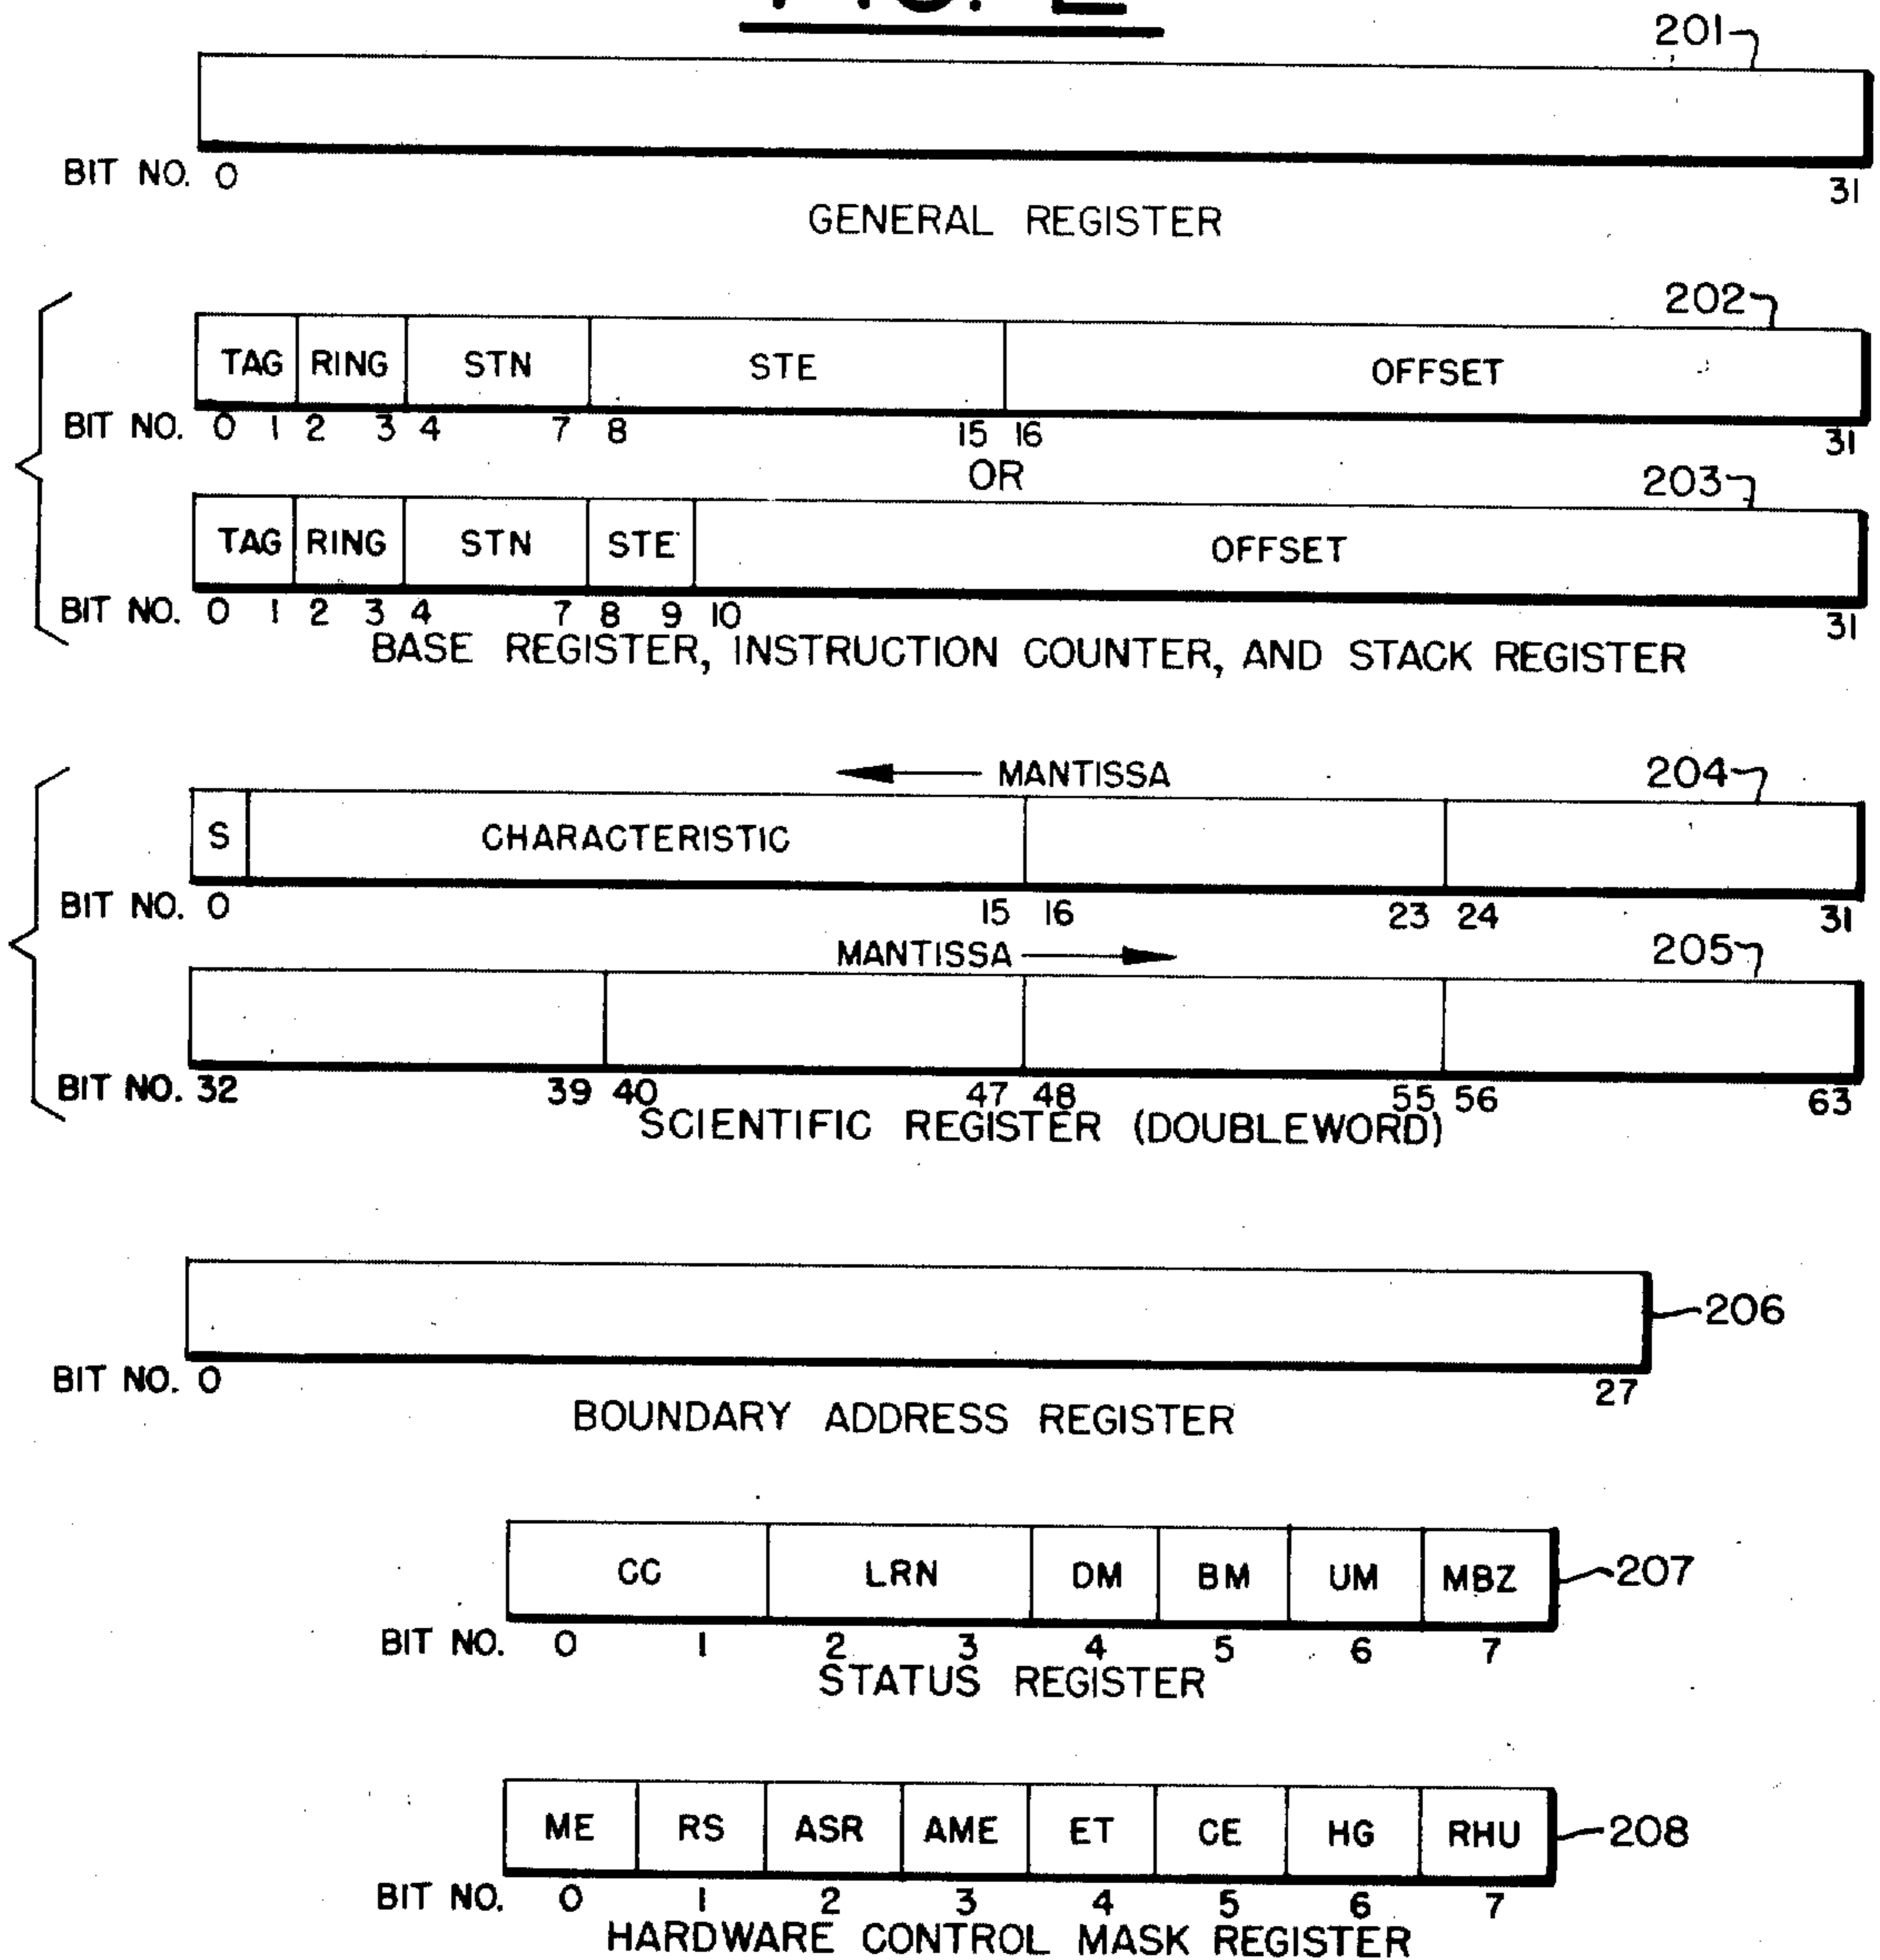 FIG. 2
201
BIT NO. 0 31
GENERAL REGISTER
202
TAG RING STN STE OFFSET
BIT NO. 0 1 2 3 4 7 8 15 16 31
OR
203
TAG RING STN STE OFFSET
BIT NO. 0 1 2 3 4 7 8 9 10 31
BASE REGISTER, INSTRUCTION COUNTER, AND STACK REGISTER
MANTISSA 204
S CHARACTERISTIC
BIT NO. 0 15 16 23 24 31
MANTISSA 205
BIT NO. 32 39 40 47 48 55 56 63
SCIENTIFIC REGISTER (DOUBLEWORD)
206
BIT NO. 0 27
BOUNDARY ADDRESS REGISTER
CC LRN DM BM UM MBZ 207
BIT NO. 0 1 2 3 4 5 6 7
STATUS REGISTER
ME RS ASR AME ET CE HG RHU 208
BIT NO. 0 1 2 3 4 5 6 7
HARDWARE CONTROL MASK REGISTER